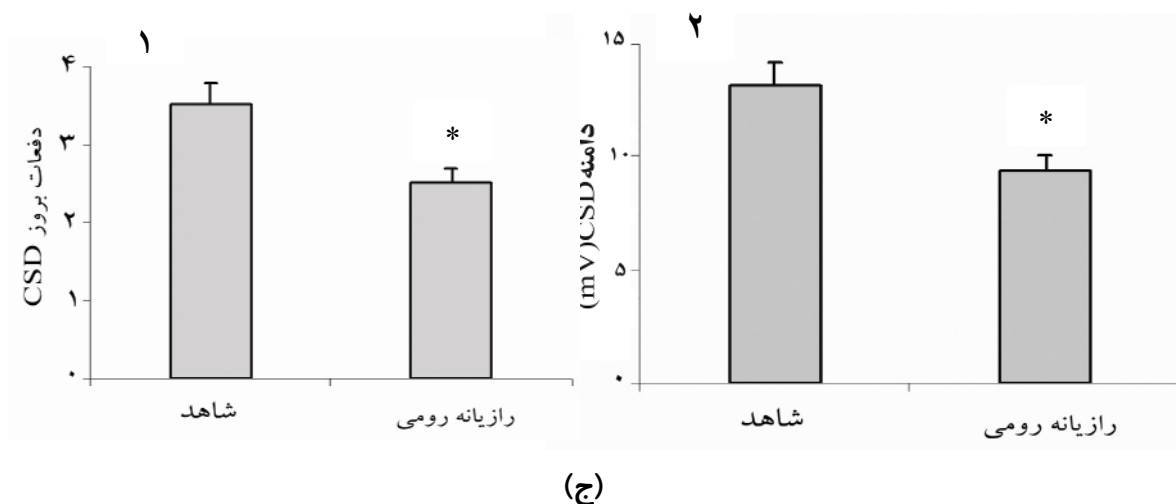 ۱
دفعات بروز CSD
۴
۳
۲
۱
۰
*
شاهد
رازیانه رومی
۲
دامنه CSD(mV)
۱۵
۱۰
۵
۰
*
شاهد
رازیانه رومی
(ج)